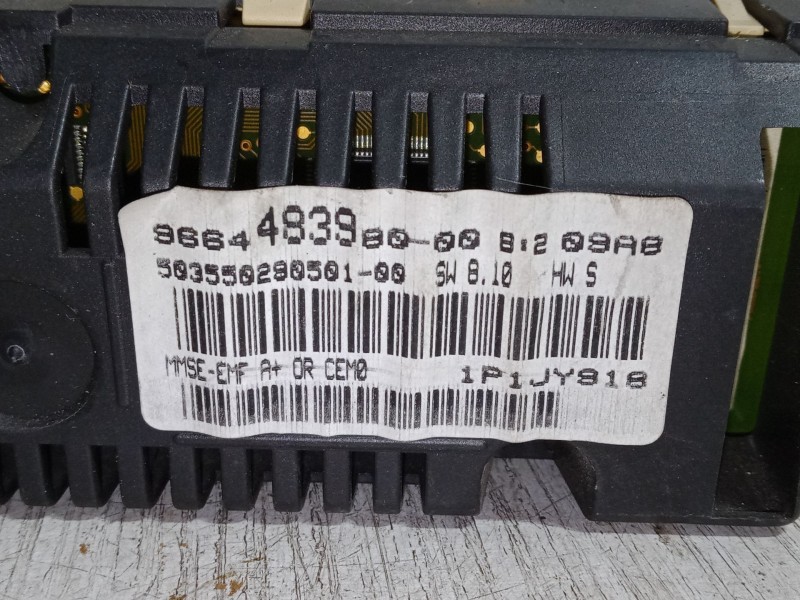 9664483980-00 8:2 09A8
503550280501-00 SW 8.10 HW S
MMSE-EMF A+ OR CEM0
1P1JY818